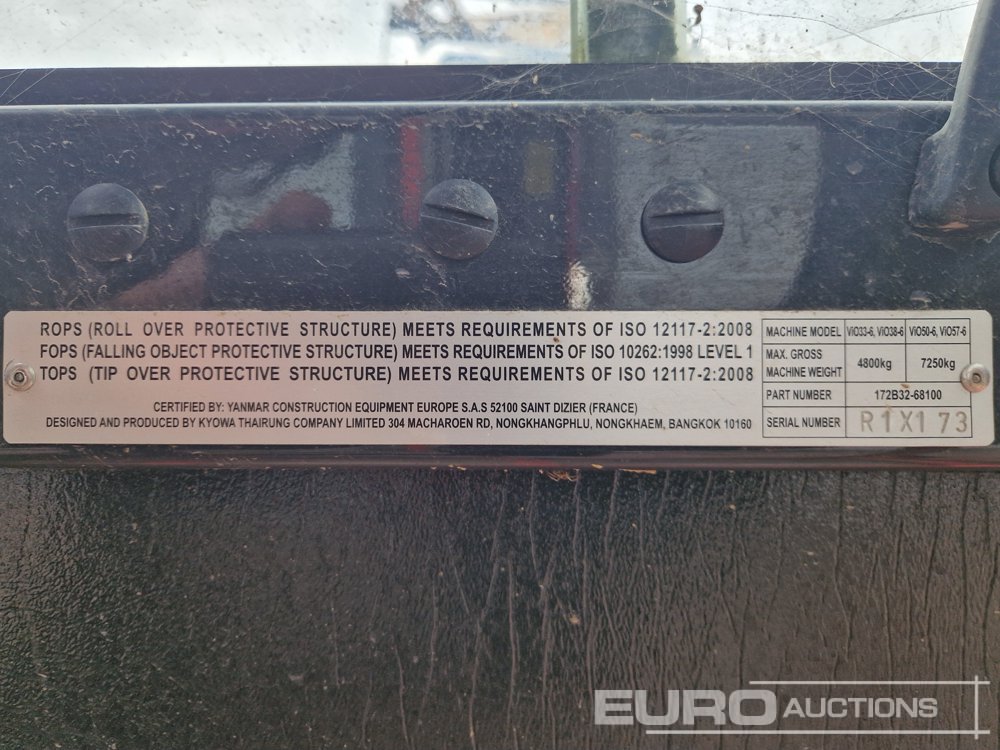 ROPS (ROLL OVER PROTECTIVE STRUCTURE) MEETS REQUIREMENTS OF ISO 12117-2:2008
FOPS (FALLING OBJECT PROTECTIVE STRUCTURE) MEETS REQUIREMENTS OF ISO 10262:1998 LEVEL 1
TOPS (TIP OVER PROTECTIVE STRUCTURE) MEETS REQUIREMENTS OF ISO 12117-2:2008
CERTIFIED BY: YANMAR CONSTRUCTION EQUIPMENT EUROPE S.A.S 52100 SAINT DIZIER (FRANCE)
DESIGNED AND PRODUCED BY KYOWA THAIRUNG COMPANY LIMITED 304 MACHAROEN RD, NONGKHANGPHLU, NONGKHAEM, BANGKOK 10160
MACHINE MODEL ViO33-6, ViO38-6 ViO50-6, ViO57-6
MAX. GROSS
MACHINE WEIGHT 4800kg 7250kg
PART NUMBER 172B32-68100
SERIAL NUMBER R1X173
EURO AUCTIONS